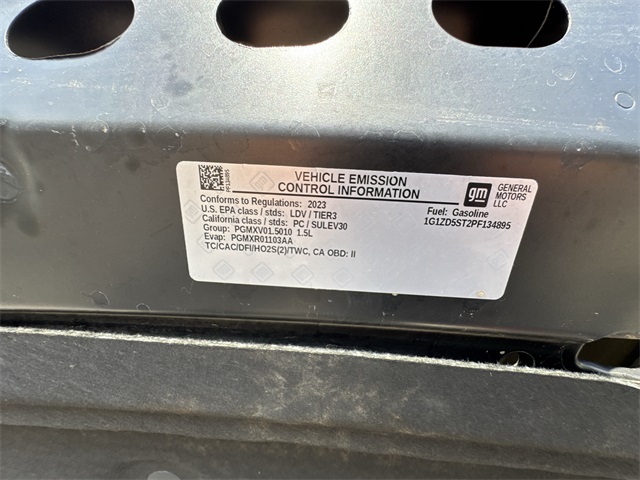 PF134895
VEHICLE EMISSION
CONTROL INFORMATION
gm
GENERAL
MOTORS
LLC
Conforms to Regulations: 2023
U.S. EPA class / stds: LDV / TIER3
California class / stds: PC / SULEV30
Group: PGMXV01.5010 1.5L
Evap: PGMXR01103AA
TC/CAC/DFI/HO2S(2)/TWC, CA OBD: II
Fuel: Gasoline
1G1ZD5ST2PF134895